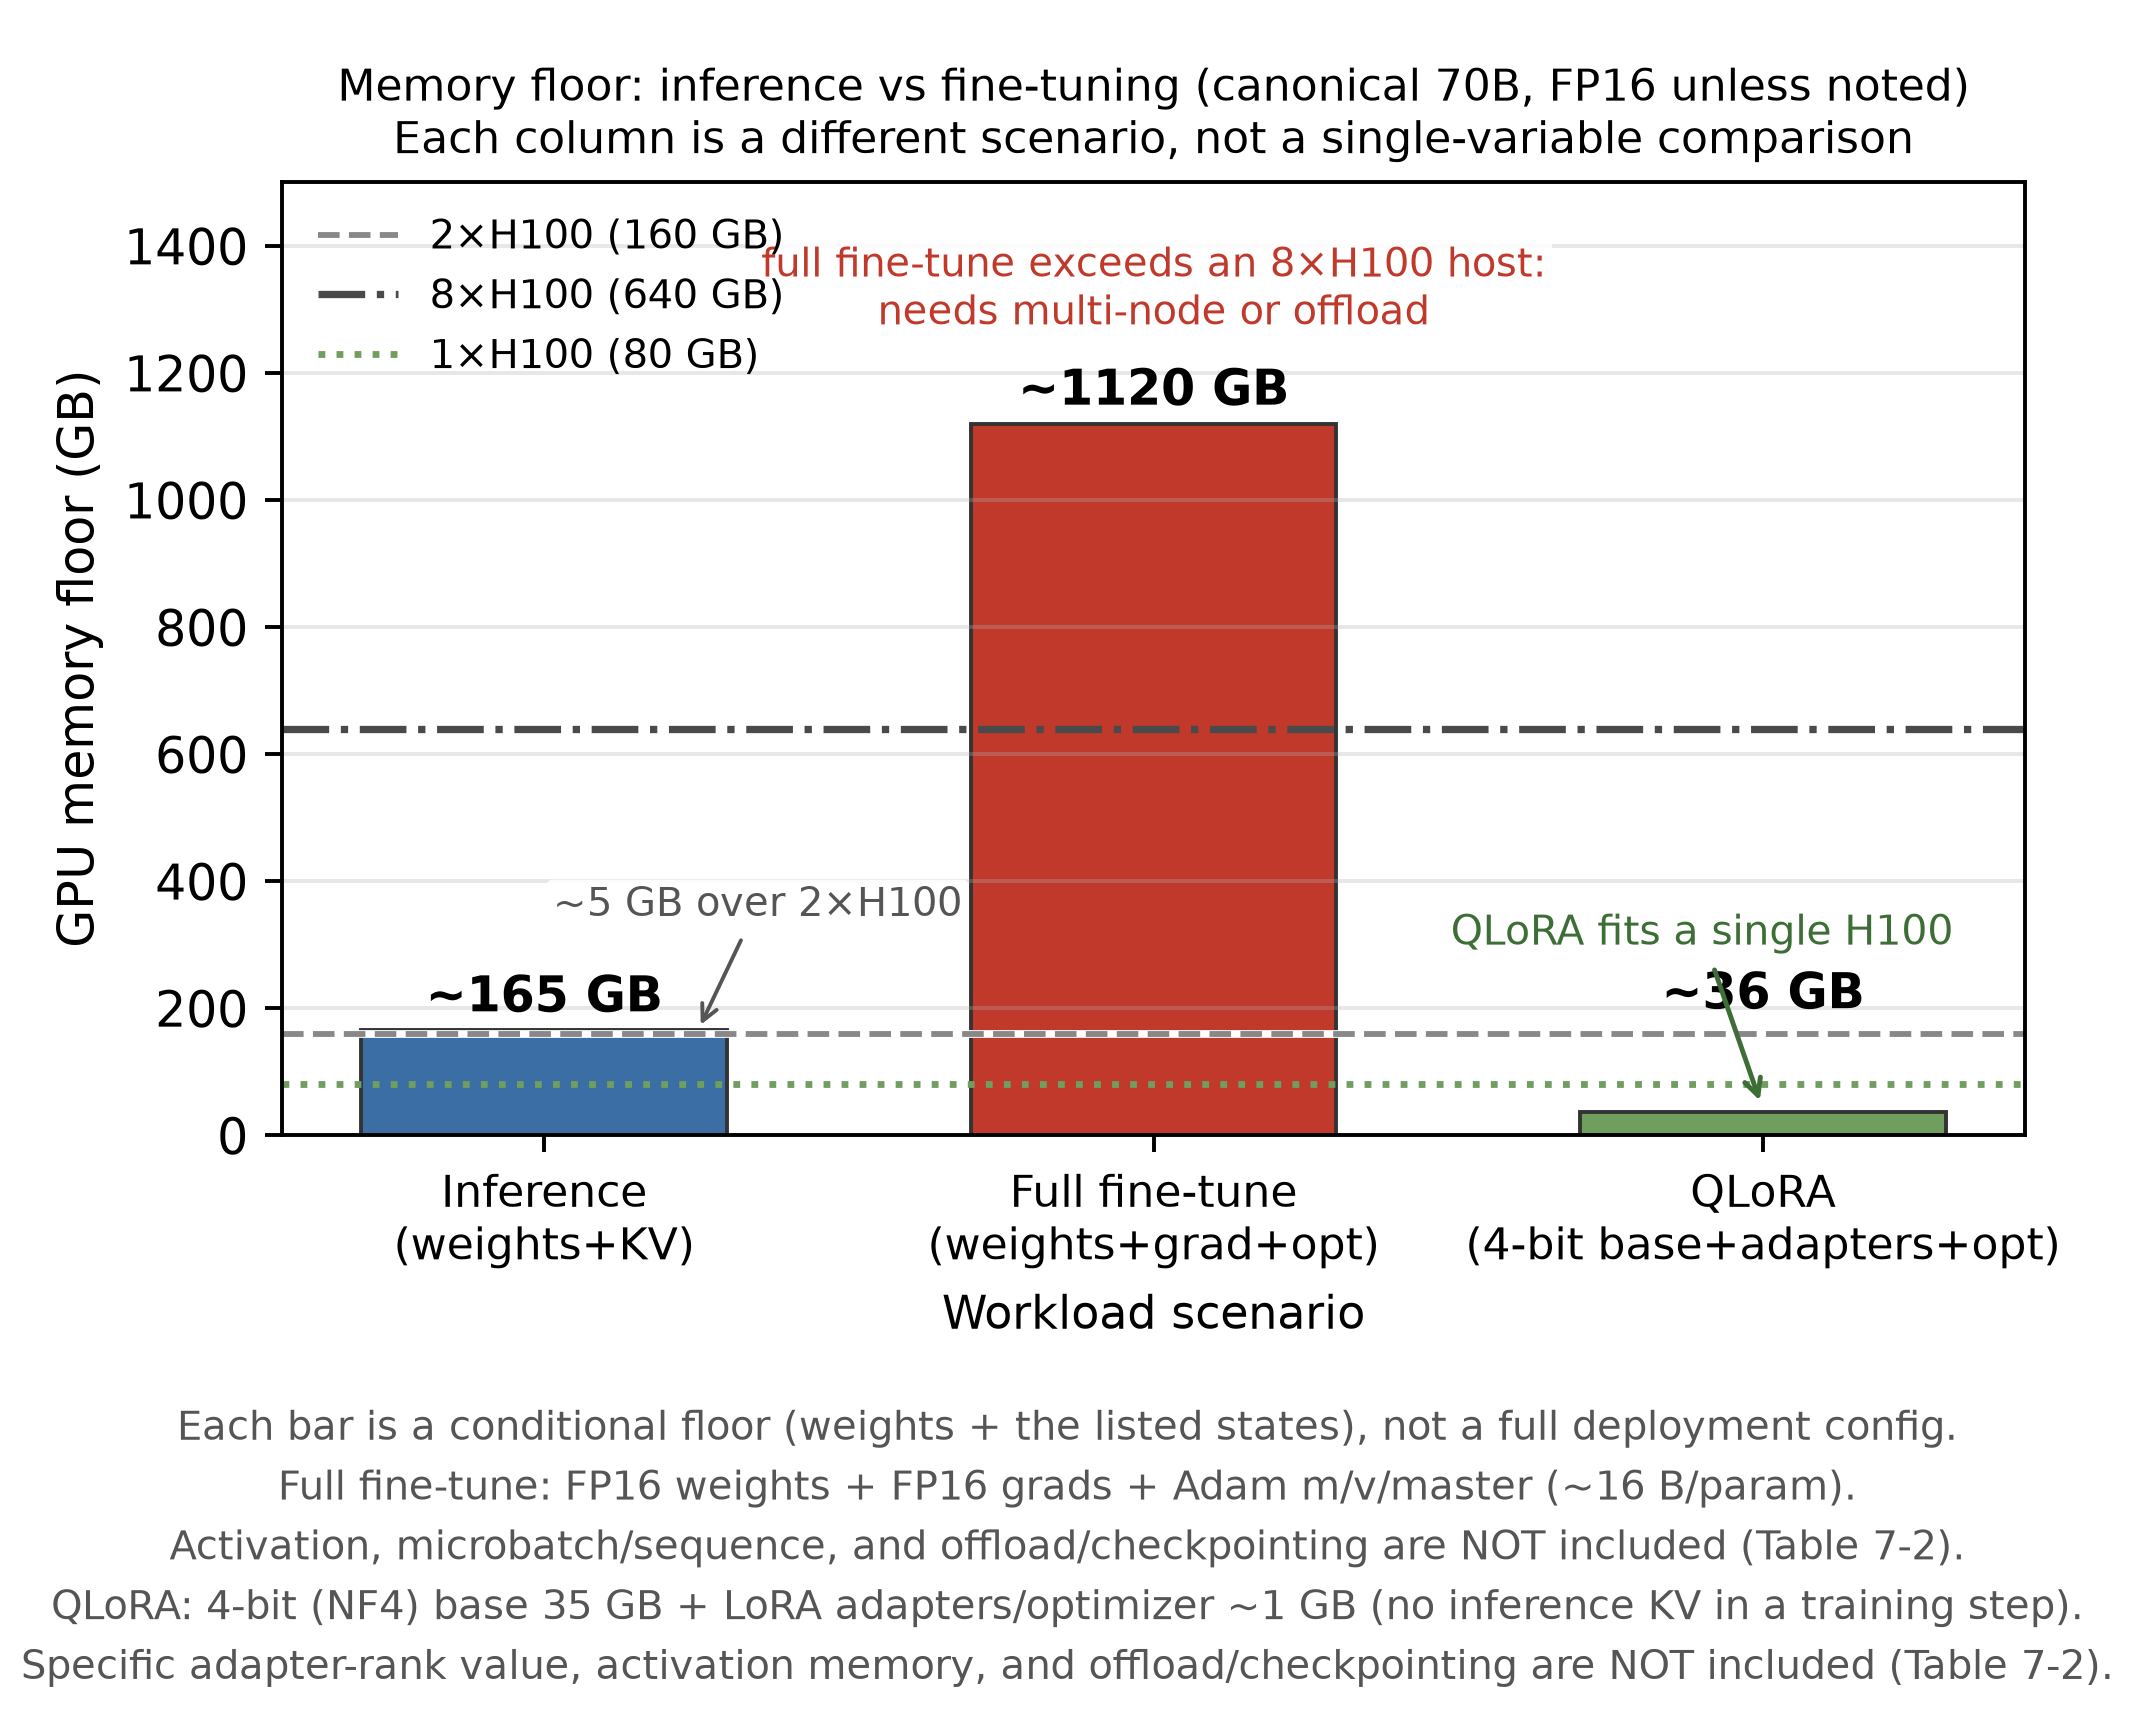 Memory floor: inference vs fine-tuning (canonical 70B, FP16 unless noted)
Each column is a different scenario, not a single-variable comparison
GPU memory floor (GB)
1400
1200
1000
800
600
400
200
0
2×H100 (160 GB)
8×H100 (640 GB)
1×H100 (80 GB)
full fine-tune exceeds an 8×H100 host:
needs multi-node or offload
~1120 GB
~5 GB over 2×H100
~165 GB
QLoRA fits a single H100
~36 GB
Inference
(weights+KV)
Full fine-tune
(weights+grad+opt)
QLoRA
(4-bit base+adapters+opt)
Workload scenario
Each bar is a conditional floor (weights + the listed states), not a full deployment config.
Full fine-tune: FP16 weights + FP16 grads + Adam m/v/master (~16 B/param).
Activation, microbatch/sequence, and offload/checkpointing are NOT included (Table 7-2).
QLoRA: 4-bit (NF4) base 35 GB + LoRA adapters/optimizer ~1 GB (no inference KV in a training step).
Specific adapter-rank value, activation memory, and offload/checkpointing are NOT included (Table 7-2).